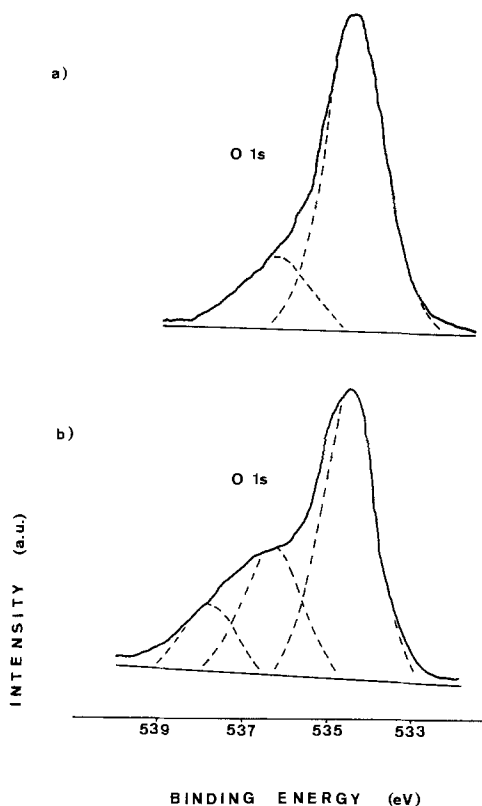 a)
O 1s
b)
O 1s
INTENSITY (a.u.)
539 537 535 533
BINDING ENERGY (eV)